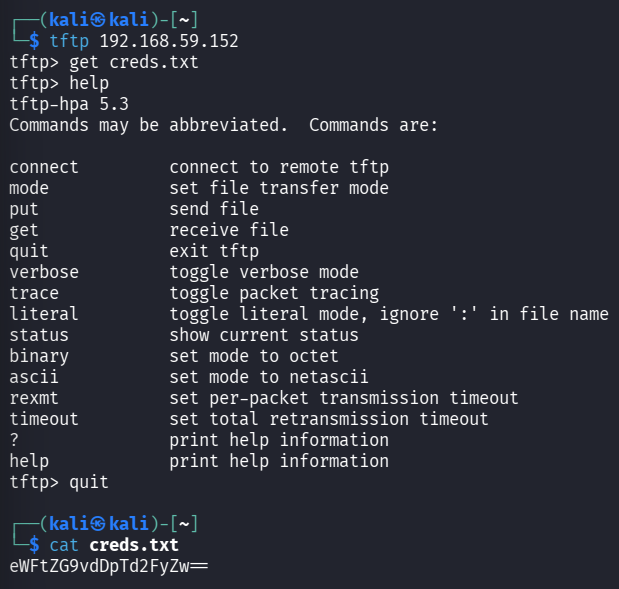 ┌──(kali㉿kali)-[~]
└─$ tftp 192.168.59.152
tftp> get creds.txt
tftp> help
tftp-hpa 5.3
Commands may be abbreviated.  Commands are:

connect         connect to remote tftp
mode            set file transfer mode
put             send file
get             receive file
quit            exit tftp
verbose         toggle verbose mode
trace           toggle packet tracing
literal         toggle literal mode, ignore ':' in file name
status          show current status
binary          set mode to octet
ascii           set mode to netascii
rexmt           set per-packet transmission timeout
timeout         set total retransmission timeout
?               print help information
help            print help information
tftp> quit

┌──(kali㉿kali)-[~]
└─$ cat creds.txt
eWFtZG9vdDpTd2FyZw==